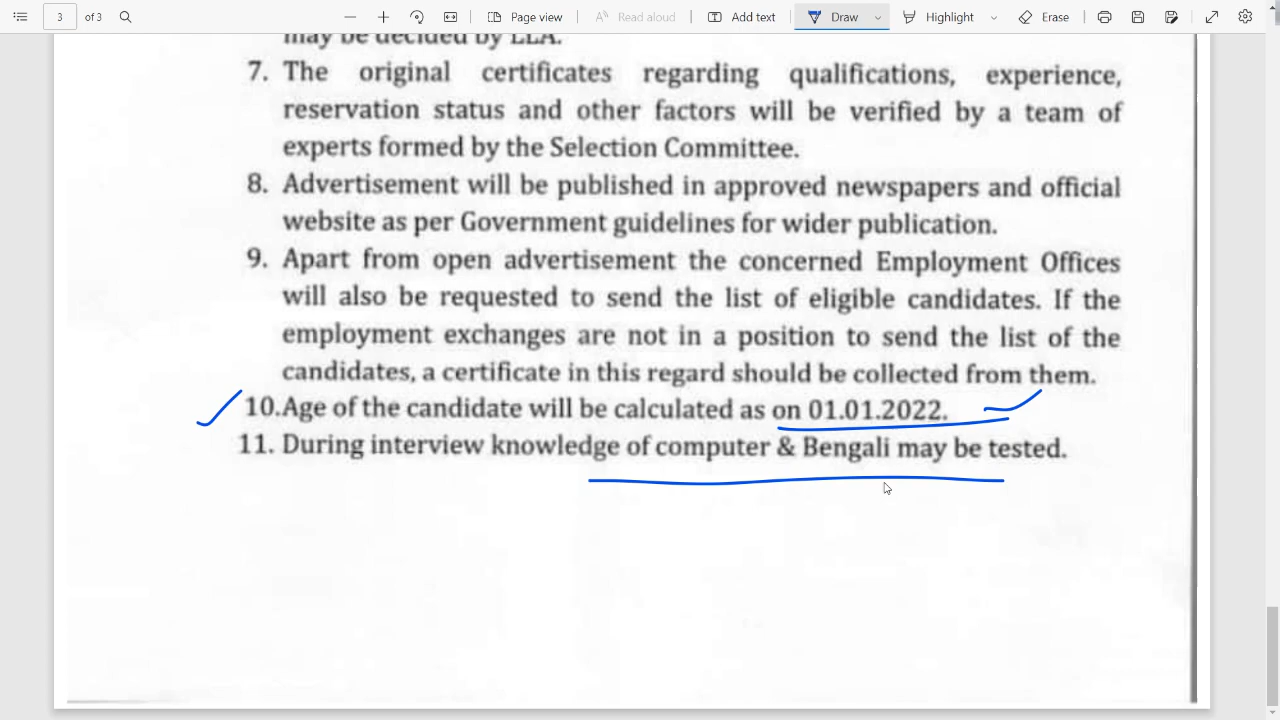 3 of 3 Page view Read aloud Add text Draw Highlight Erase
may be decided by LLA.
7. The original certificates regarding qualifications, experience,
reservation status and other factors will be verified by a team of
experts formed by the Selection Committee.
8. Advertisement will be published in approved newspapers and official
website as per Government guidelines for wider publication.
9. Apart from open advertisement the concerned Employment Offices
will also be requested to send the list of eligible candidates. If the
employment exchanges are not in a position to send the list of the
candidates, a certificate in this regard should be collected from them.
10.Age of the candidate will be calculated as on 01.01.2022.
11. During interview knowledge of computer & Bengali may be tested.